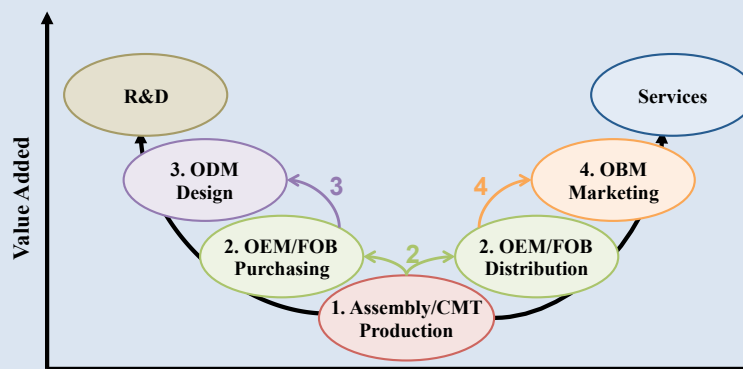 R&D
Services
3. ODM
Design
3
4
4. OBM
Marketing
Value Added
2. OEM/FOB
Purchasing
2
2. OEM/FOB
Distribution
1. Assembly/CMT
Production